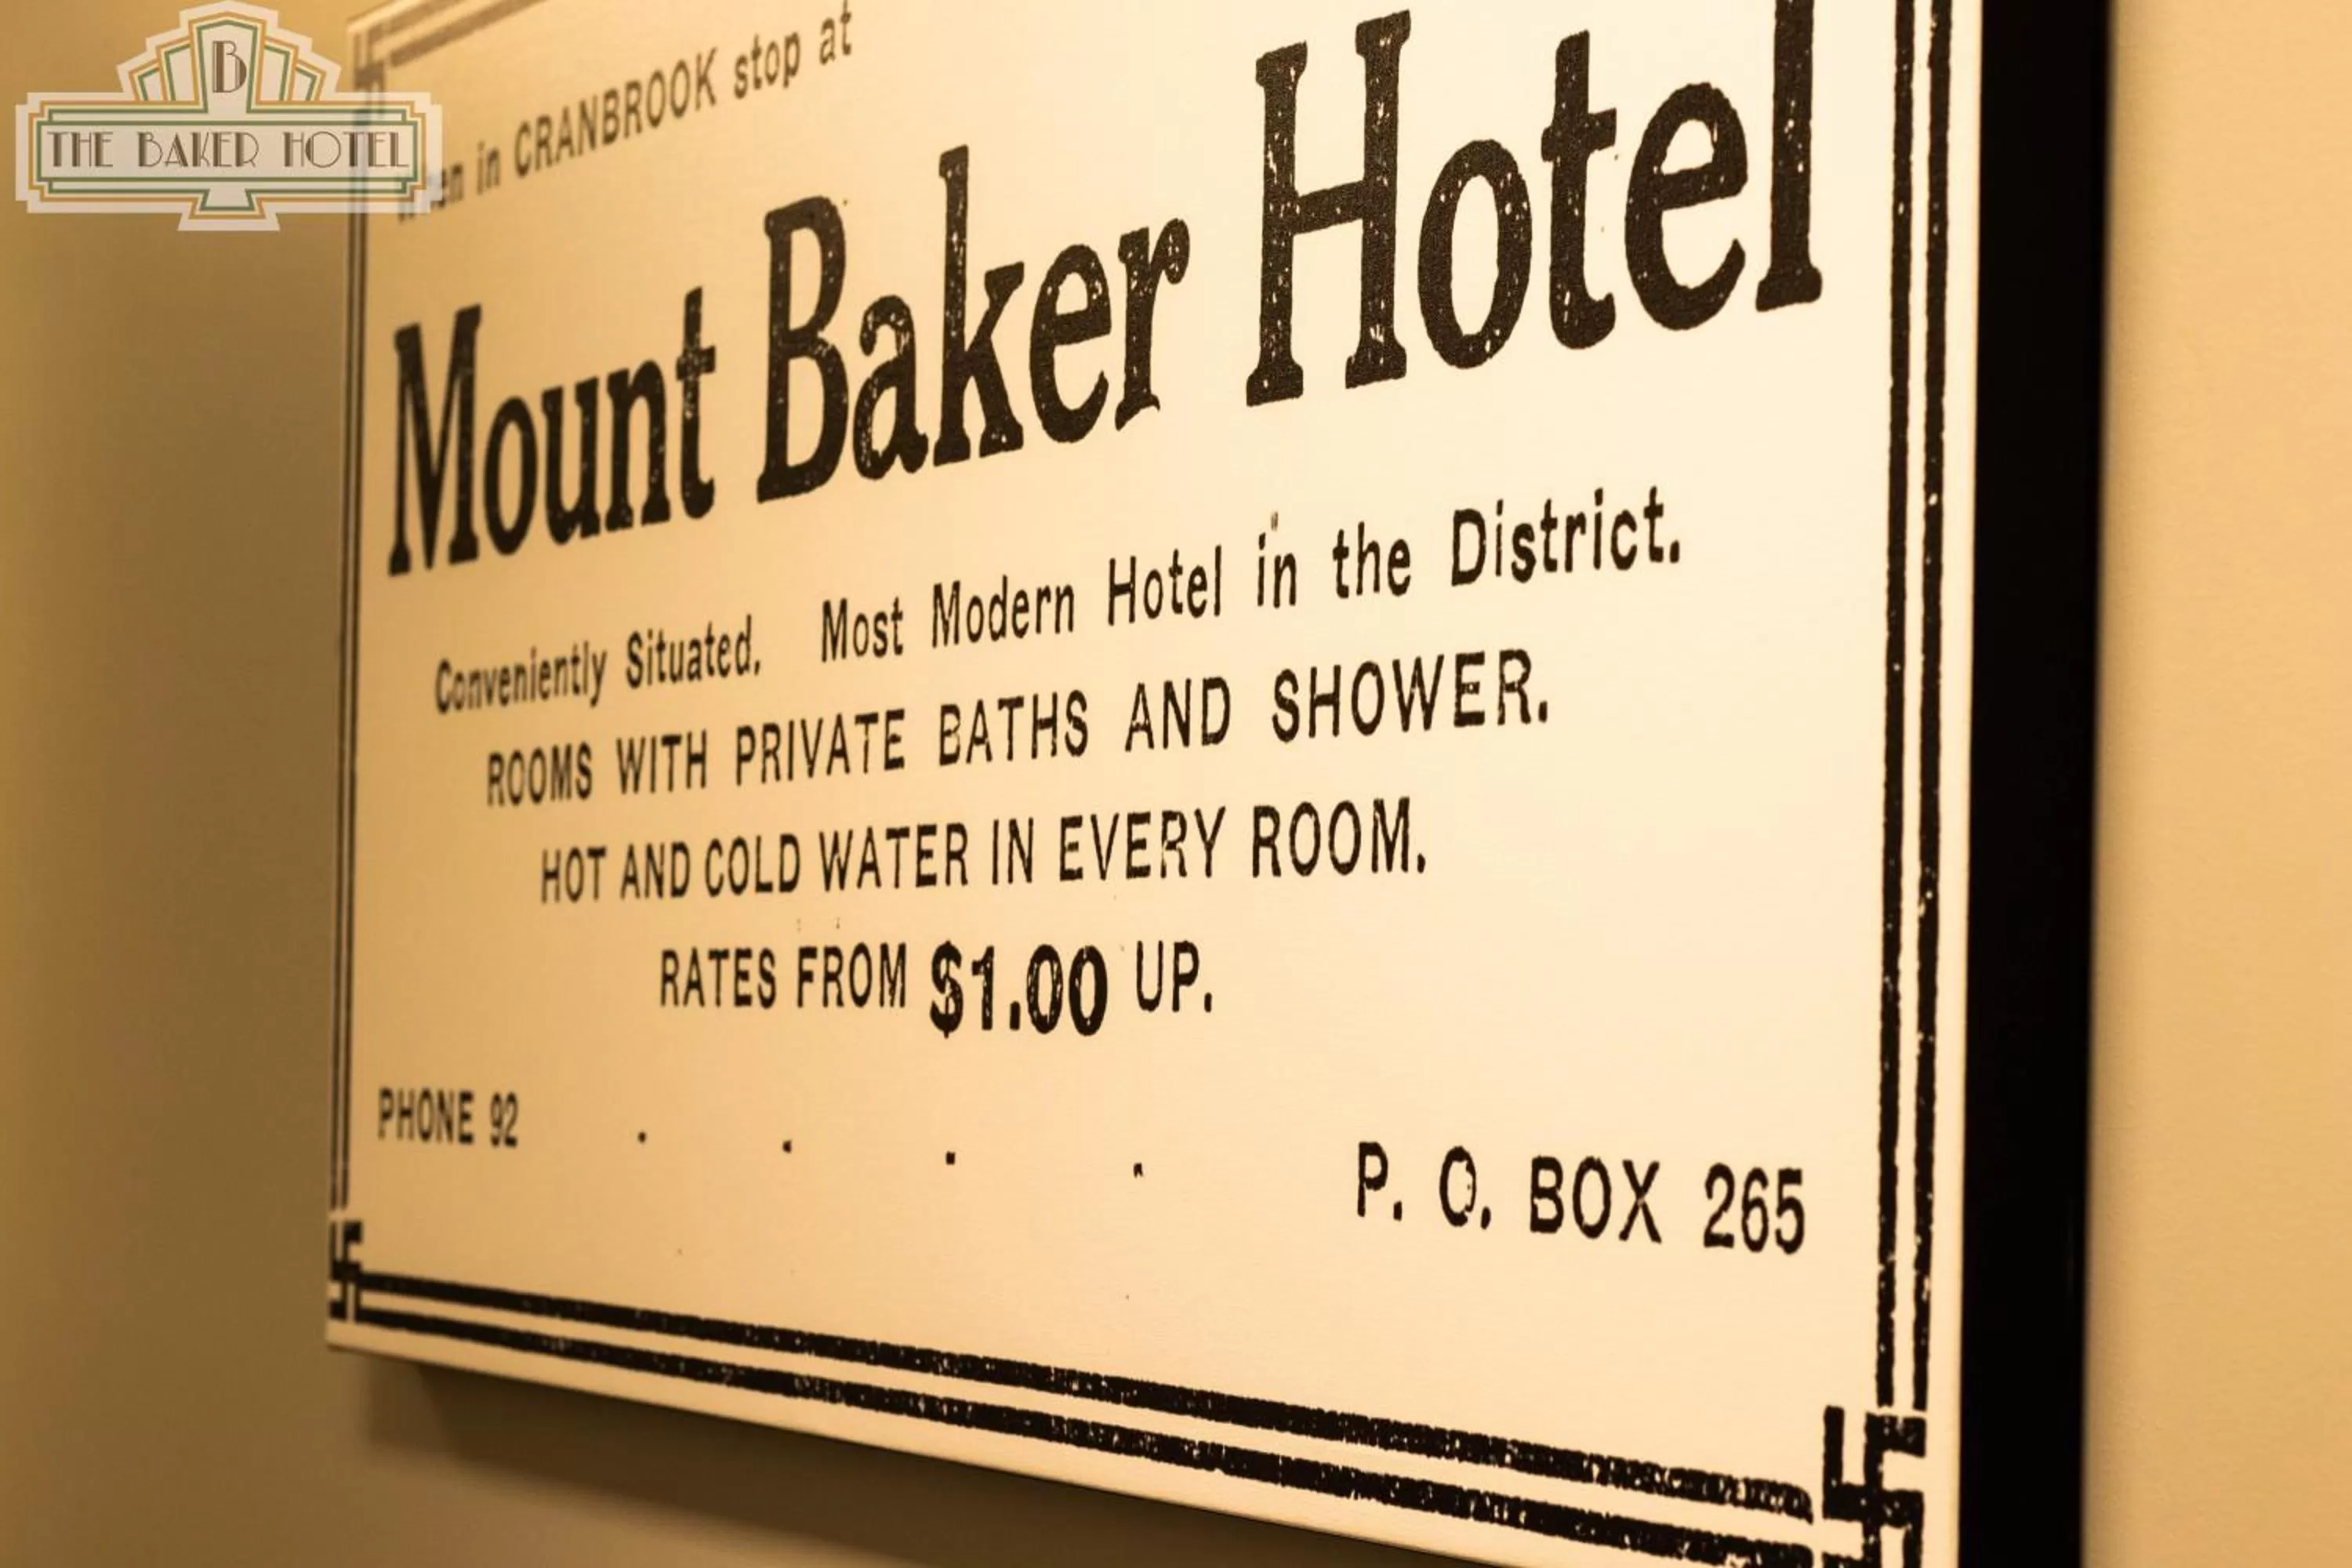 B
THE BAKER HOTEL
in CRANBROOK stop at
Mount Baker Hotel
Conveniently Situated. Most Modern Hotel in the District.
ROOMS WITH PRIVATE BATHS AND SHOWER.
HOT AND COLD WATER IN EVERY ROOM.
RATES FROM $1.00 UP.
PHONE 92 . . . . P. O. BOX 265